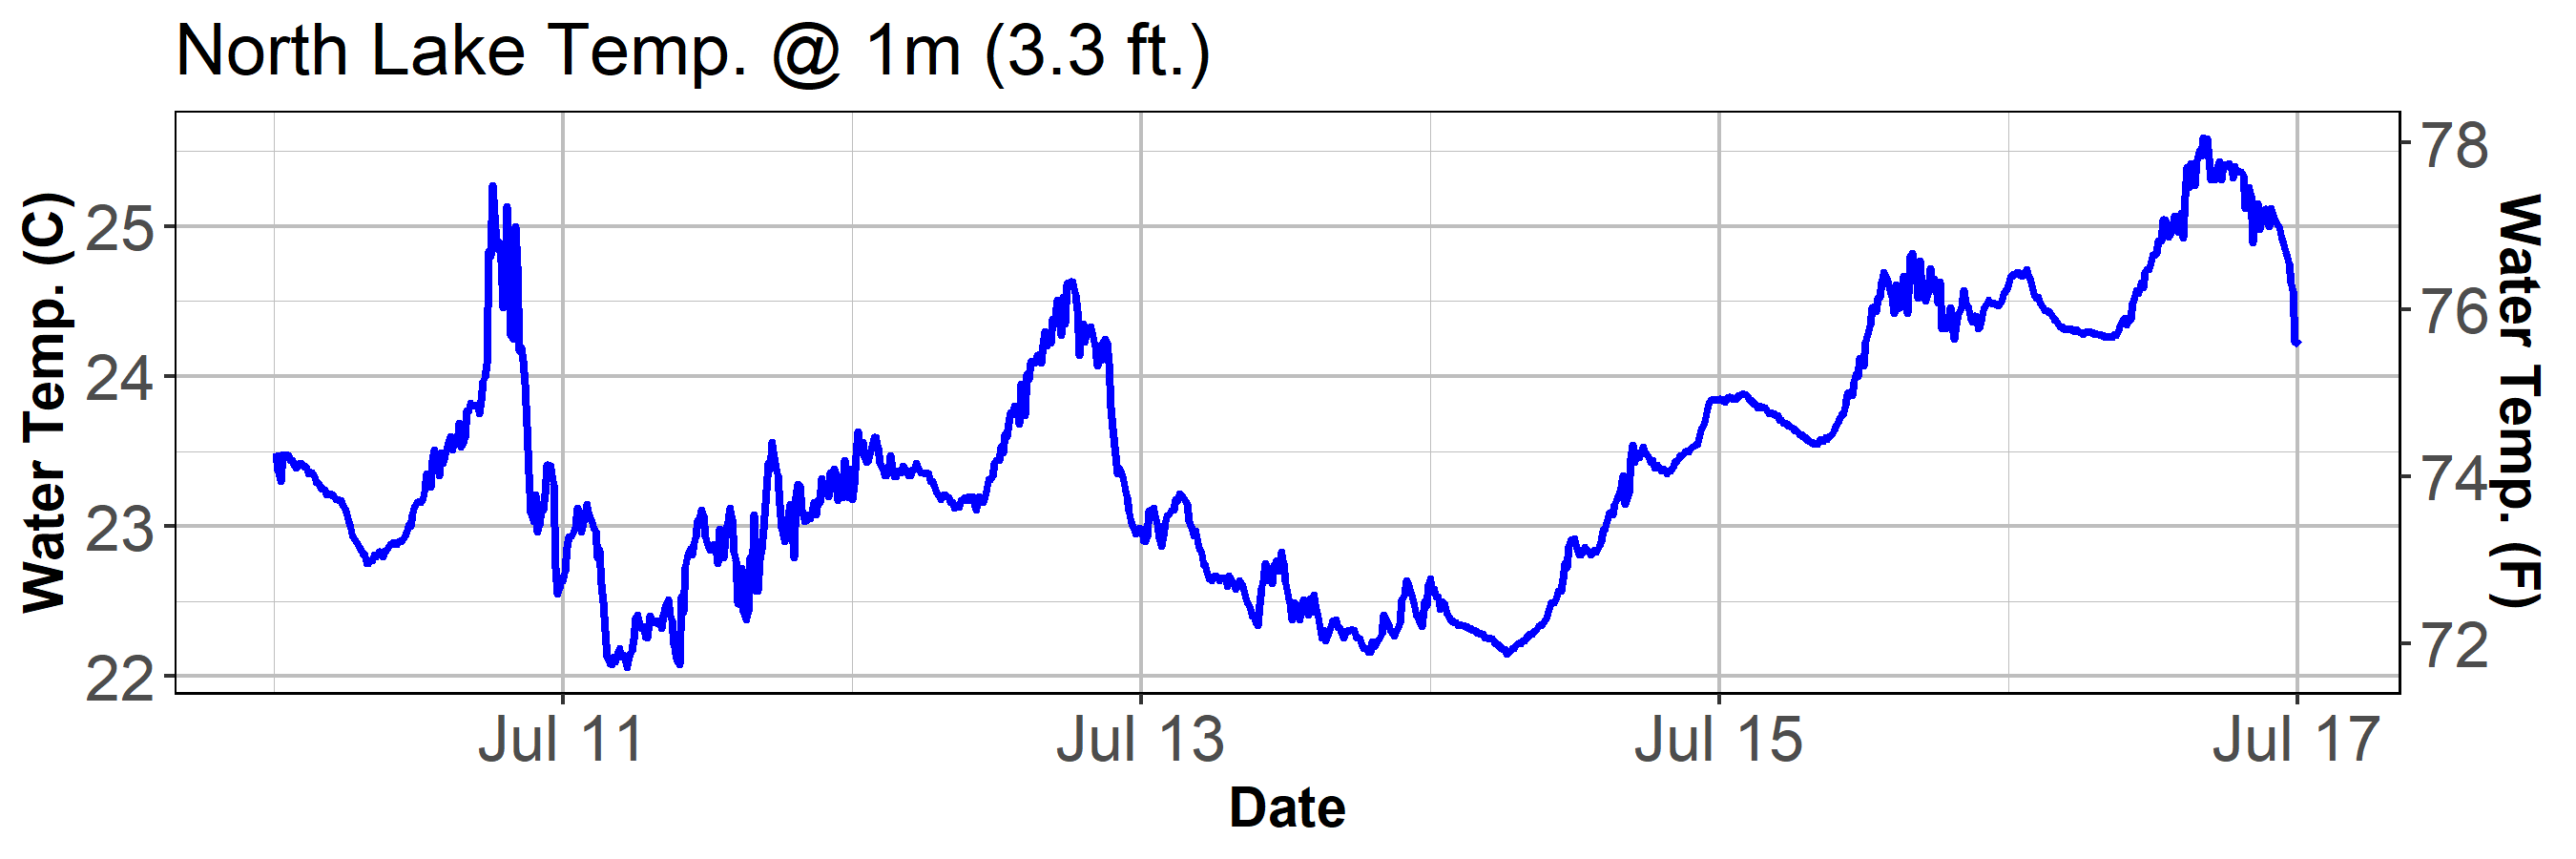 North Lake Temp. @ 1m (3.3 ft.)
Water Temp. (C)
25
24
23
22
78
76
74
72
Water Temp. (F)
Jul 11
Jul 13
Jul 15
Jul 17
Date